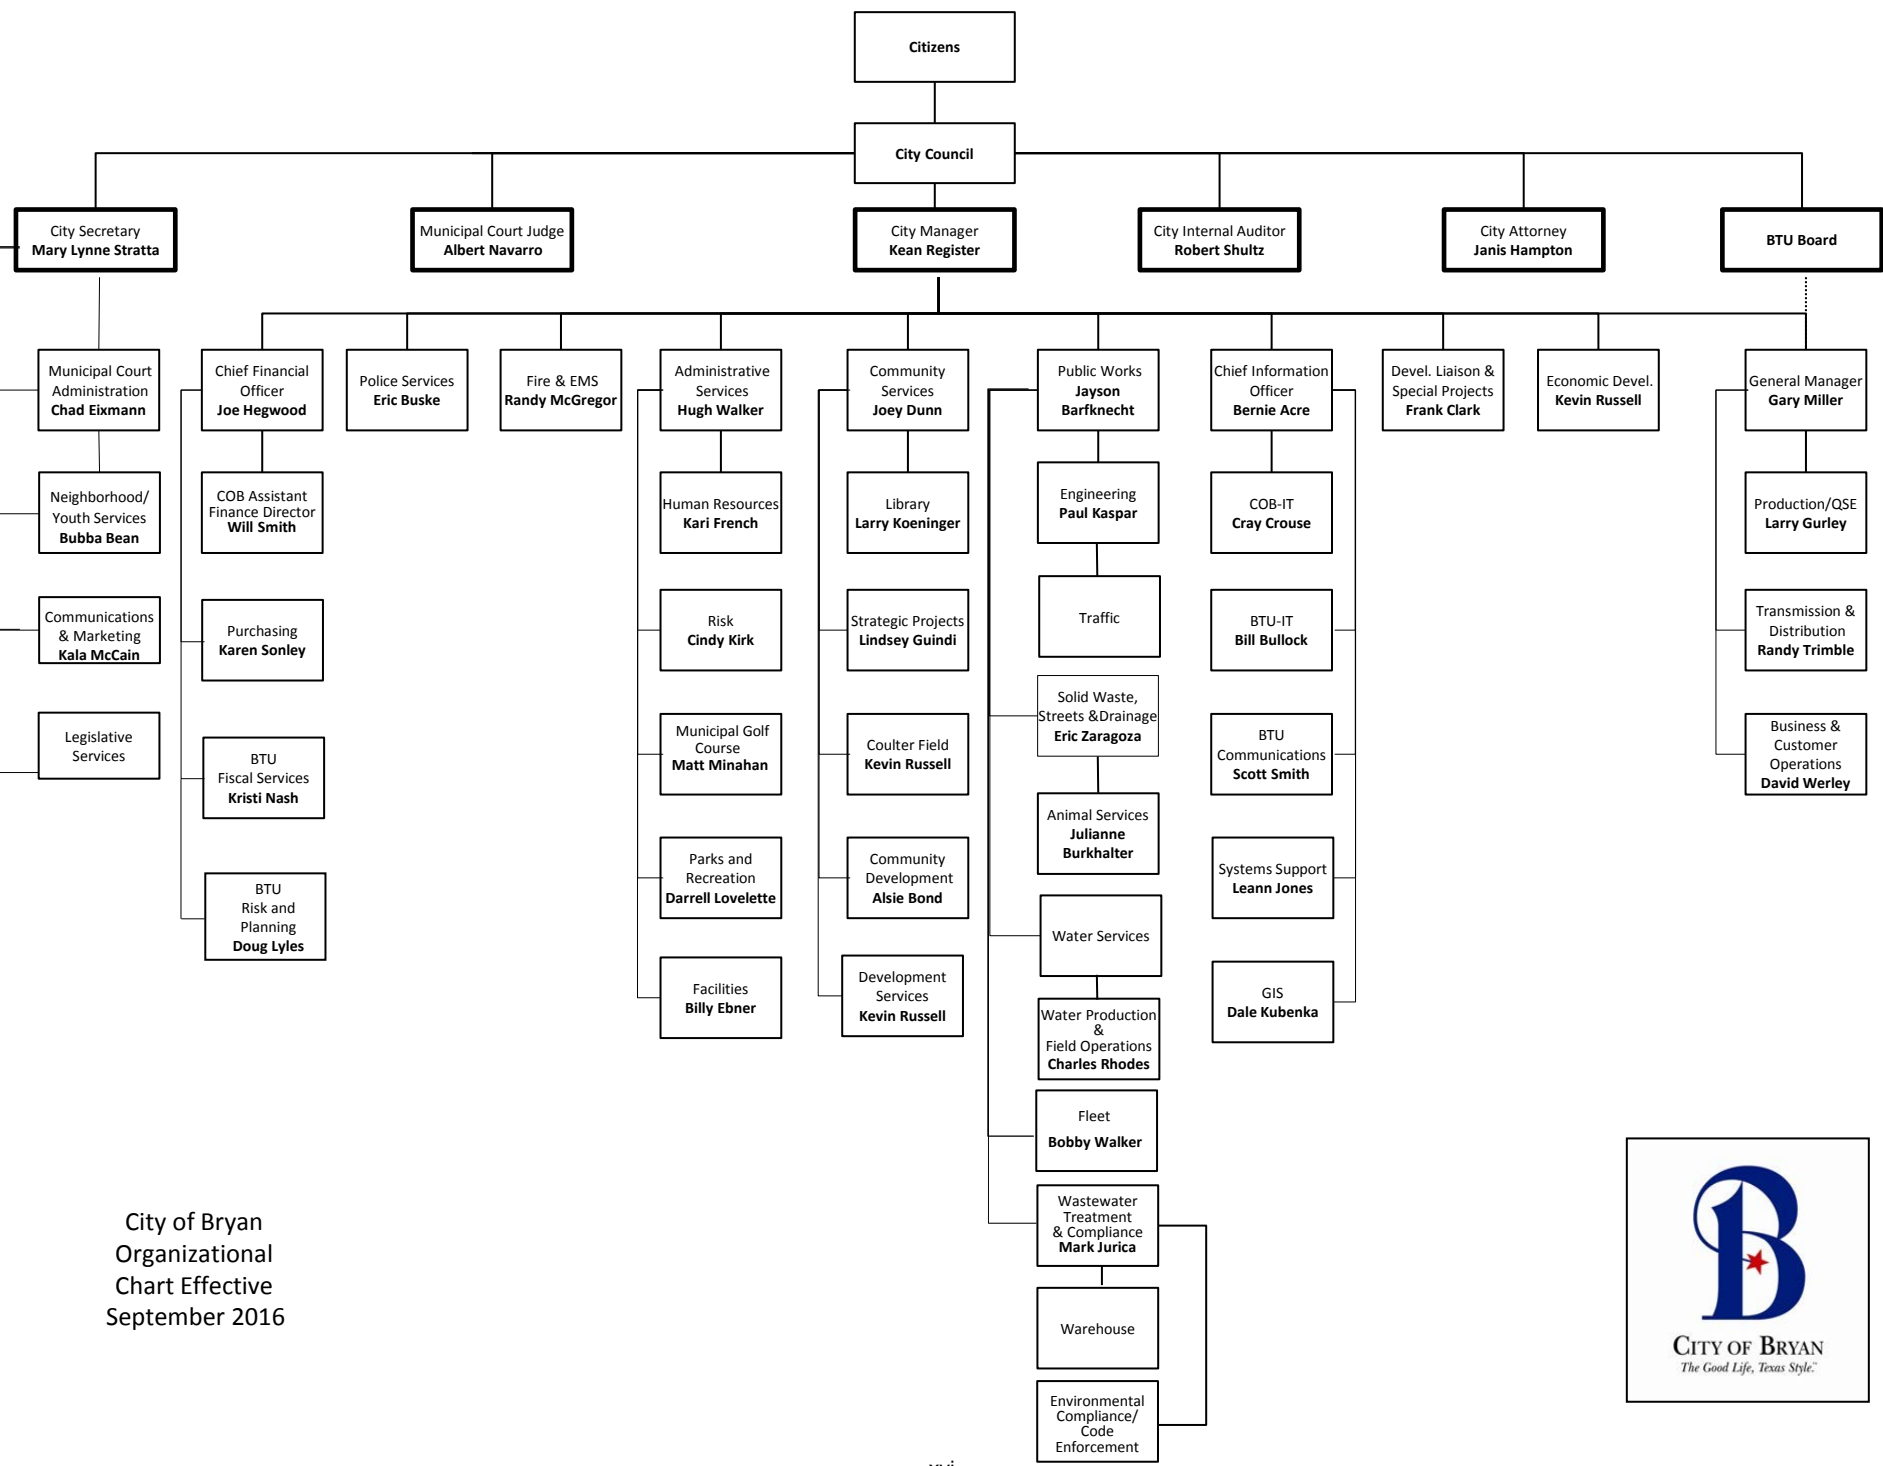 Citizens
City Council
City Secretary
Mary Lynne Stratta
Municipal Court Judge
Albert Navarro
City Manager
Kean Register
City Internal Auditor
Robert Shultz
City Attorney
Janis Hampton
BTU Board
Municipal Court
Administration
Chad Eixmann
Chief Financial
Officer
Joe Hegwood
Police Services
Eric Buske
Fire & EMS
Randy McGregor
Administrative
Services
Hugh Walker
Community
Services
Joey Dunn
Public Works
Jayson
Barfknecht
Chief Information
Officer
Bernie Acre
Devel. Liaison &
Special Projects
Frank Clark
Economic Devel.
Kevin Russell
General Manager
Gary Miller
Neighborhood/
Youth Services
Bubba Bean
COB Assistant
Finance Director
Will Smith
Human Resources
Kari French
Library
Larry Koeninger
Engineering
Paul Kaspar
COB-IT
Cray Crouse
Production/QSE
Larry Gurley
Communications
& Marketing
Kala McCain
Purchasing
Karen Sonley
Risk
Cindy Kirk
Strategic Projects
Lindsey Guindi
Traffic
BTU-IT
Bill Bullock
Transmission &
Distribution
Randy Trimble
Legislative
Services
BTU
Fiscal Services
Kristi Nash
Municipal Golf
Course
Matt Minahan
Coulter Field
Kevin Russell
Solid Waste,
Streets &Drainage
Eric Zaragoza
BTU
Communications
Scott Smith
Business &
Customer
Operations
David Werley
Animal Services
Julianne
Burkhalter
BTU
Risk and
Planning
Doug Lyles
Parks and
Recreation
Darrell Lovelette
Community
Development
Alsie Bond
Systems Support
Leann Jones
Water Services
Facilities
Billy Ebner
Development
Services
Kevin Russell
GIS
Dale Kubenka
Water Production
&
Field Operations
Charles Rhodes
Fleet
Bobby Walker
Wastewater
Treatment
& Compliance
Mark Jurica
Warehouse
Environmental
Compliance/
Code
Enforcement
City of Bryan
Organizational
Chart Effective
September 2016
B
CITY OF BRYAN
The Good Life, Texas Style.™
xvi